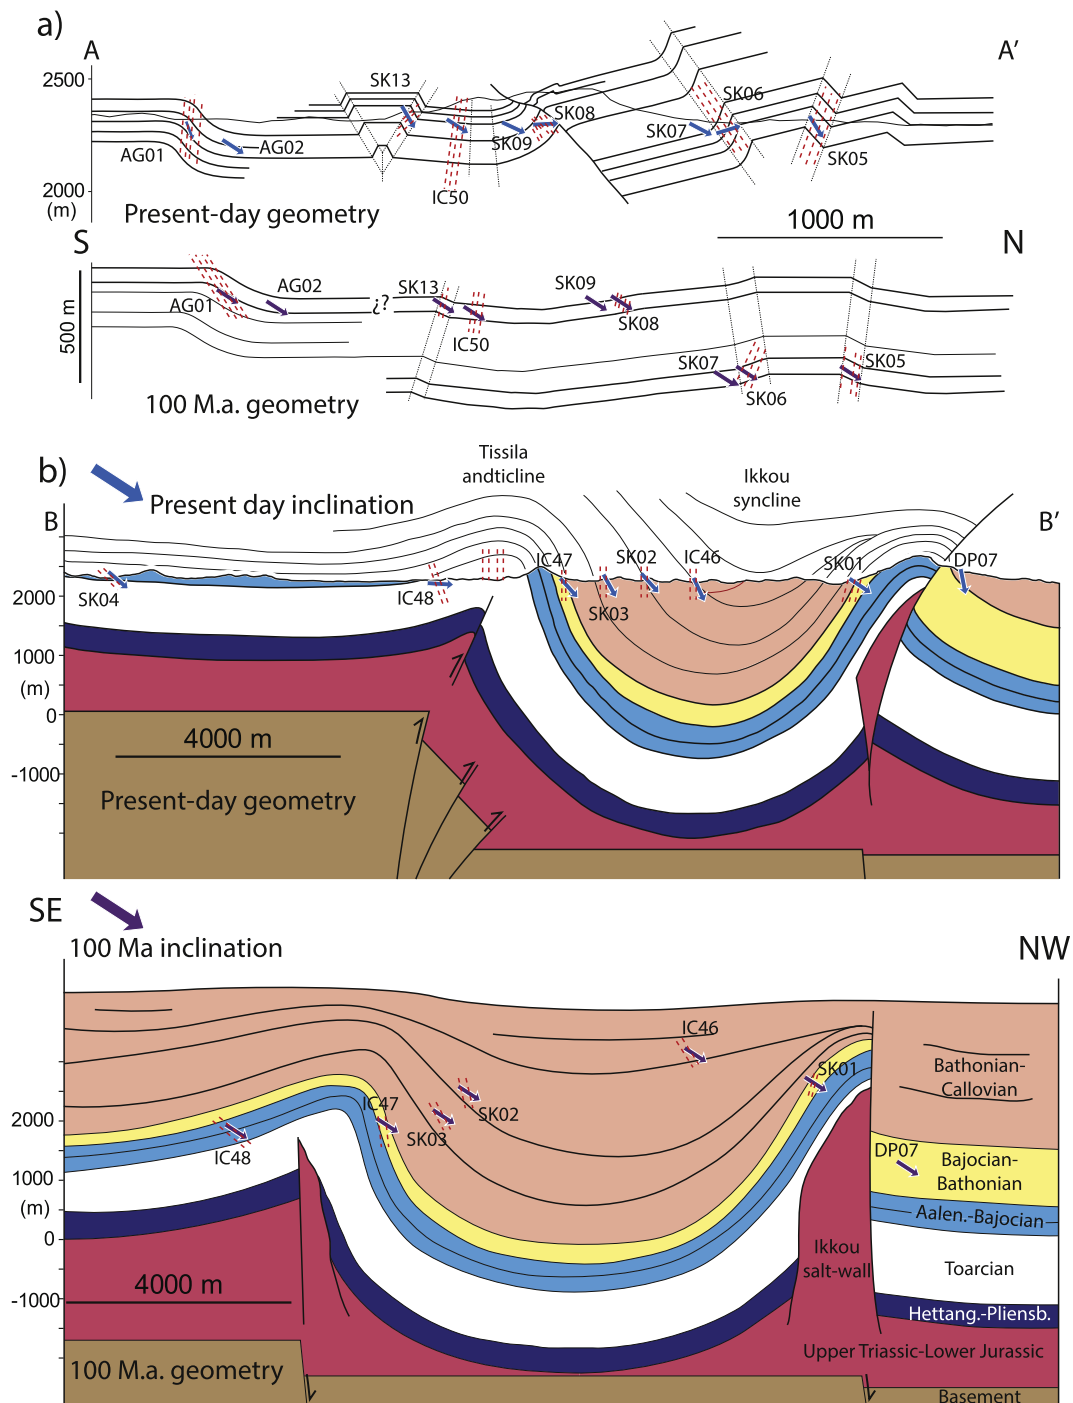 a)
A
A’
2500
2000
(m)
SK13
SK06
SK08
SK07
SK09
AG01
AG02
SK05
IC50
Present-day geometry
1000 m
S
N
500 m
AG02
AG01
SK13
¿?
SK09
SK08
IC50
SK07
SK05
SK06
100 M.a. geometry
b)
Tissila
andticline
Ikkou
syncline
Present day inclination
B
B’
IC47
SK02
IC46
SK01
DP07
SK04
IC48
SK03
2000
1000
(m)
0
-1000
4000 m
Present-day geometry
SE
100 Ma inclination
NW
IC46
SK01
Bathonian-
Callovian
IC47
SK02
SK03
IC48
DP07
Bajocian-
Bathonian
Aalen.-Bajocian
2000
1000
(m)
0
-1000
4000 m
Ikkou
salt-wall
Toarcian
Hettang.-Pliensb.
Upper Triassic-Lower Jurassic
100 M.a. geometry
Basement